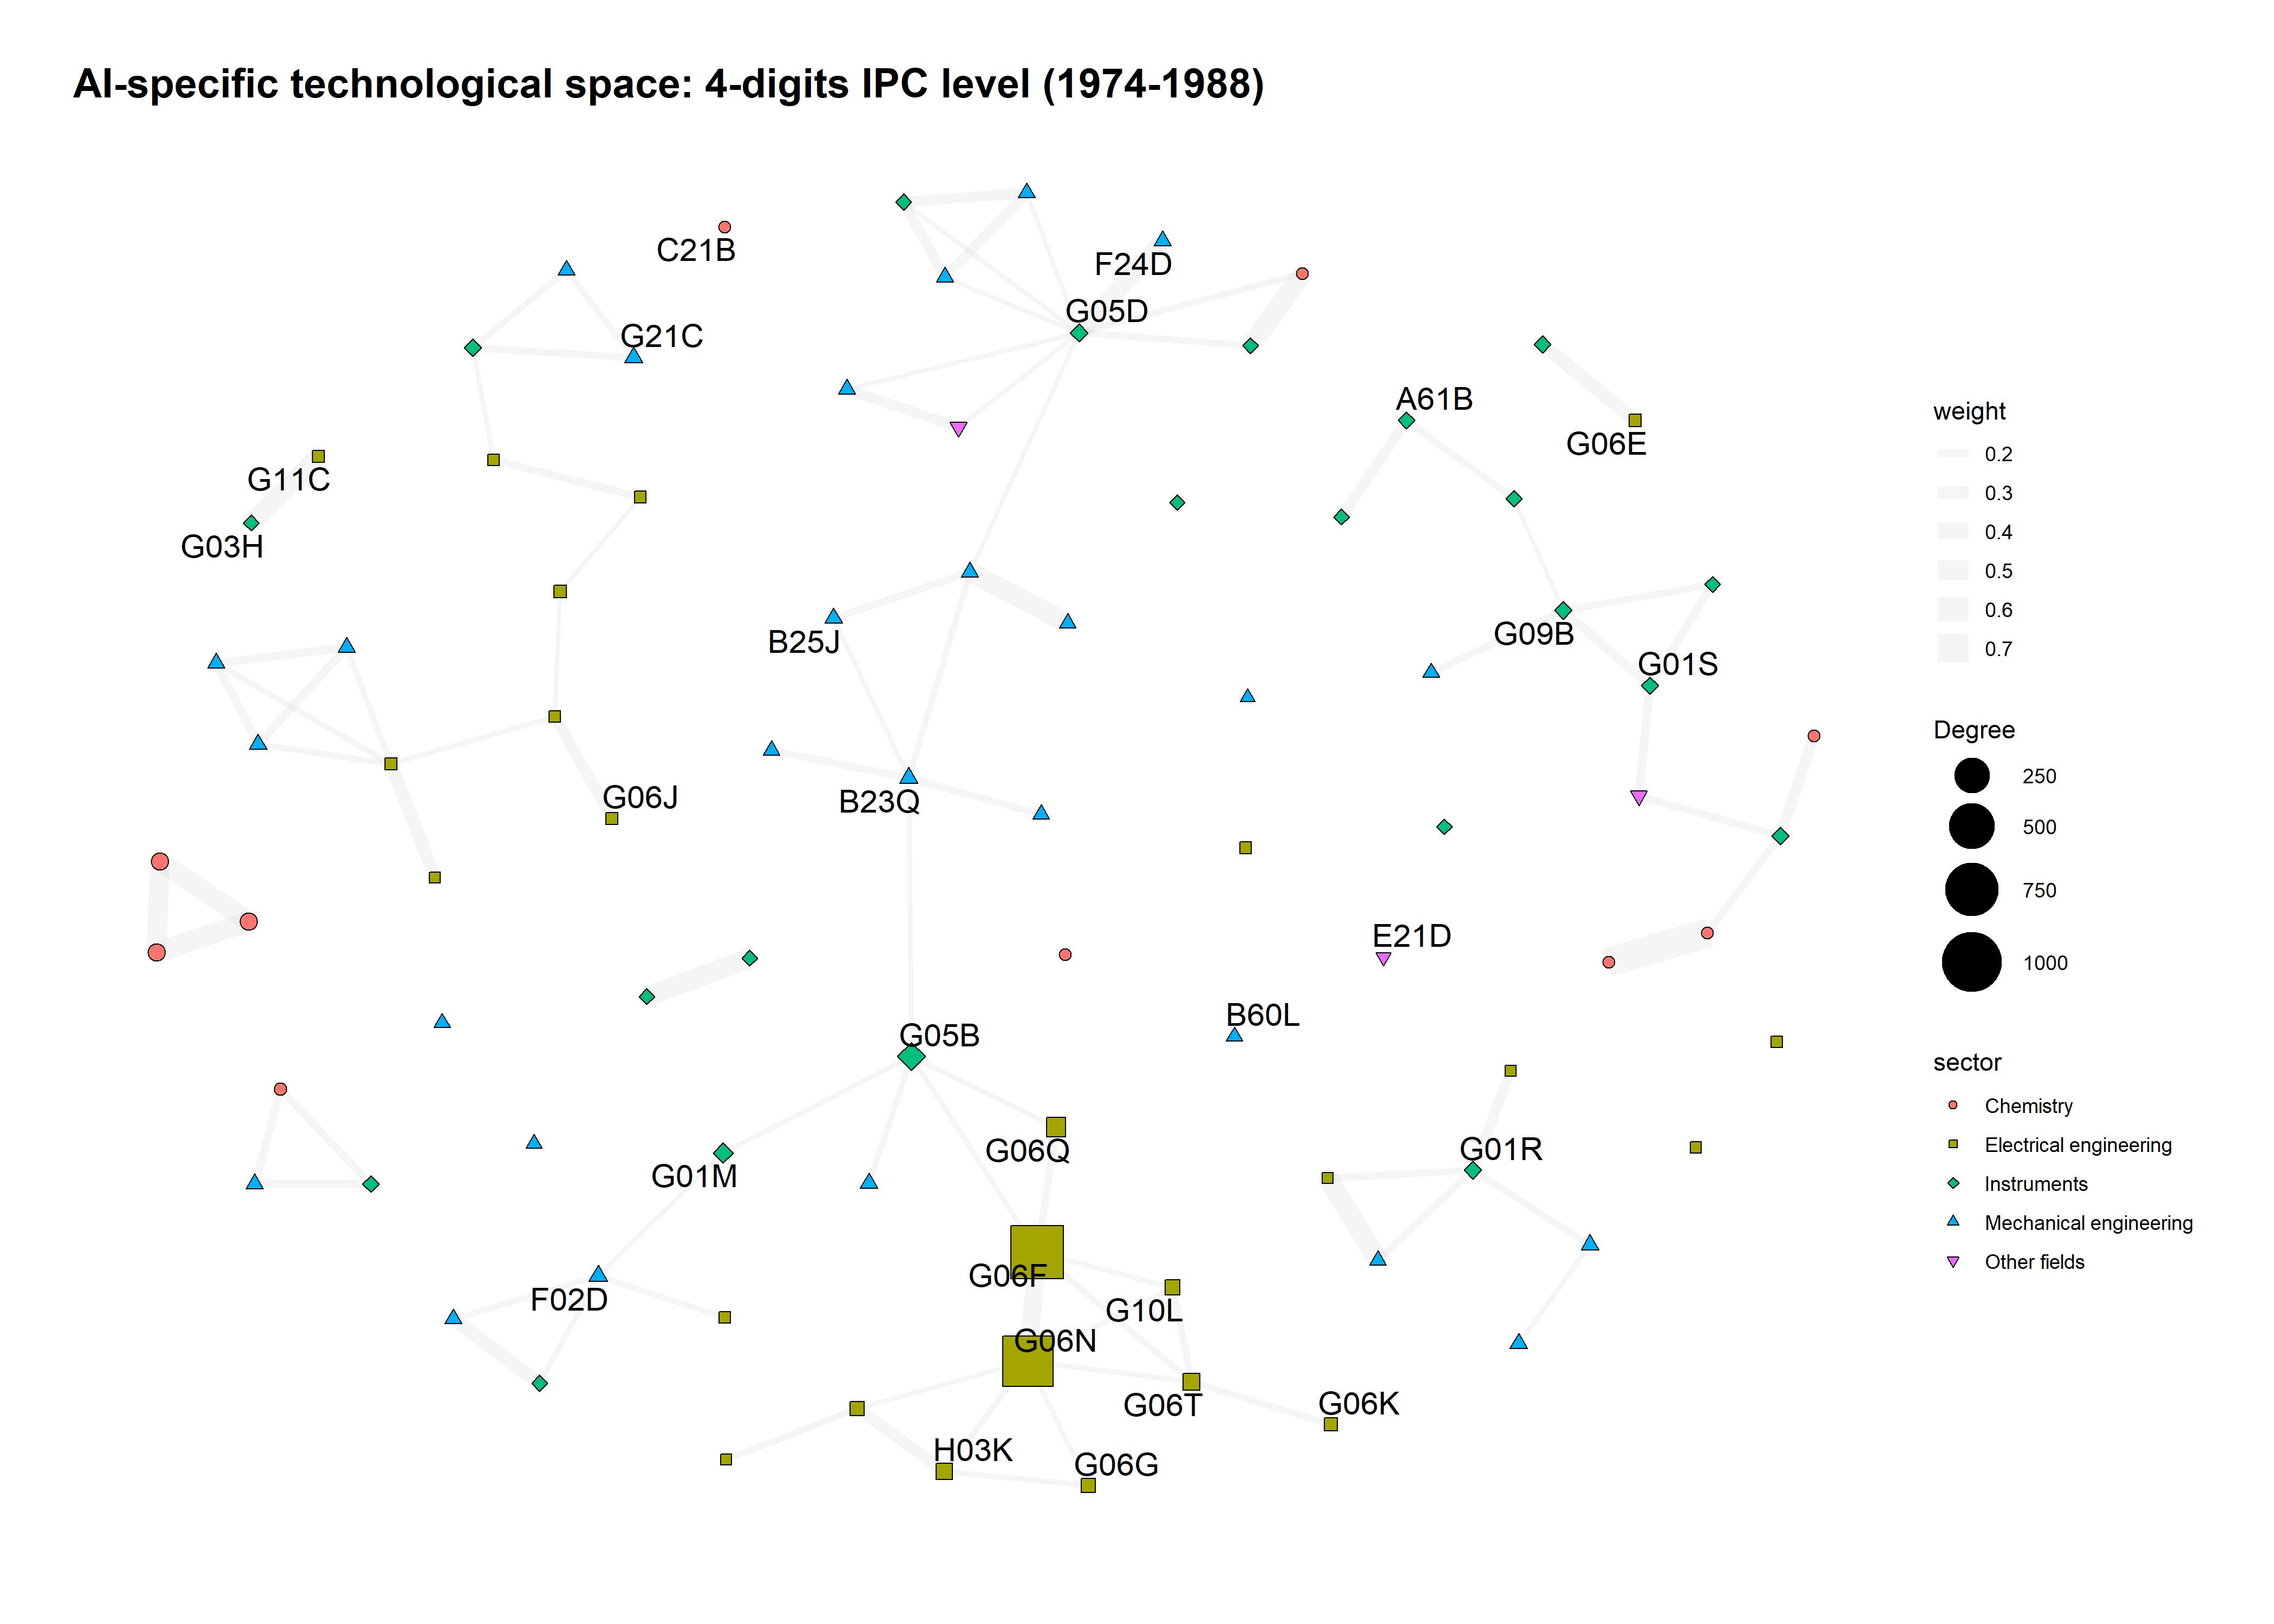 AI-specific technological space: 4-digits IPC level (1974-1988)
C21B
F24D
G05D
G21C
A61B
G06E
G11C
G03H
B25J
G09B
G01S
G06J
B23Q
E21D
B60L
G05B
G06Q
G01M
G01R
G06F
F02D
G10L
G06N
G06T
G06K
H03K
G06G
weight
0.2
0.3
0.4
0.5
0.6
0.7
Degree
250
500
750
1000
sector
Chemistry
Electrical engineering
Instruments
Mechanical engineering
Other fields